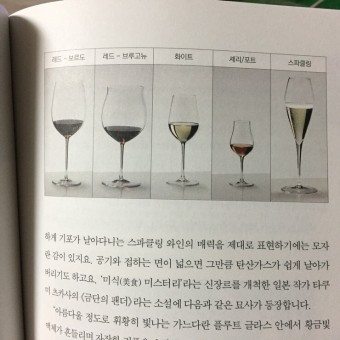 레드 – 보르도
레드 – 브루고뉴
화이트
셰리/포트
스파클링
하게 기포가 날아다니는 스파클링 와인의 매력을 제대로 표현하기에는 모자
란 감이 있지요. 공기와 접하는 면이 넓으면 그만큼 탄산가스가 쉽게 날아가
버리기도 하고요. ‘미식(美食) 미스터리’라는 신장르를 개척한 일본 작가 타쿠
미 츠카사의 《금단의 팬더》라는 소설에 다음과 같은 묘사가 등장합니다.
“아름다울 정도로 휘황히 빛나는 가느다란 플루트 글라스 안에서 황금빛
액체가 흔들리며